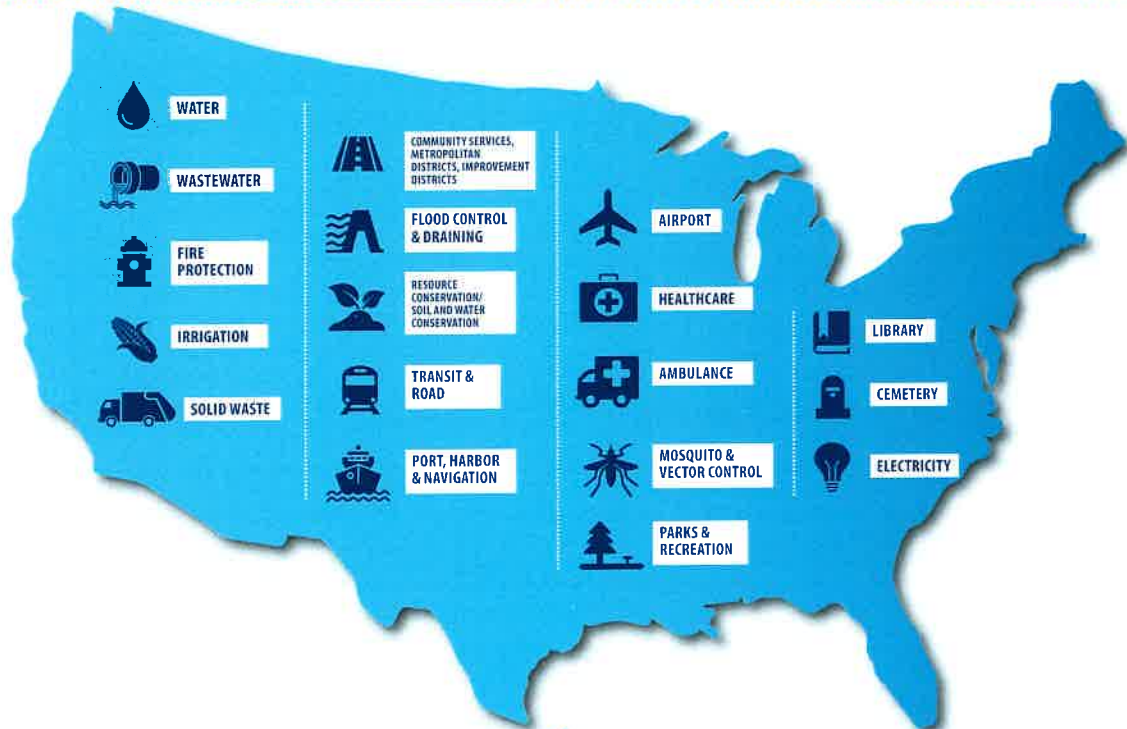 WATER
WASTEWATER
FIRE
PROTECTION
IRRIGATION
SOLID WASTE
COMMUNITY SERVICES,
METROPOLITAN
DISTRICTS, IMPROVEMENT
DISTRICTS
FLOOD CONTROL
& DRAINING
RESOURCE
CONSERVATION/
SOIL AND WATER
CONSERVATION
TRANSIT &
ROAD
PORT, HARBOR
& NAVIGATION
AIRPORT
HEALTHCARE
AMBULANCE
MOSQUITO &
VECTOR CONTROL
PARKS &
RECREATION
LIBRARY
CEMETERY
ELECTRICITY